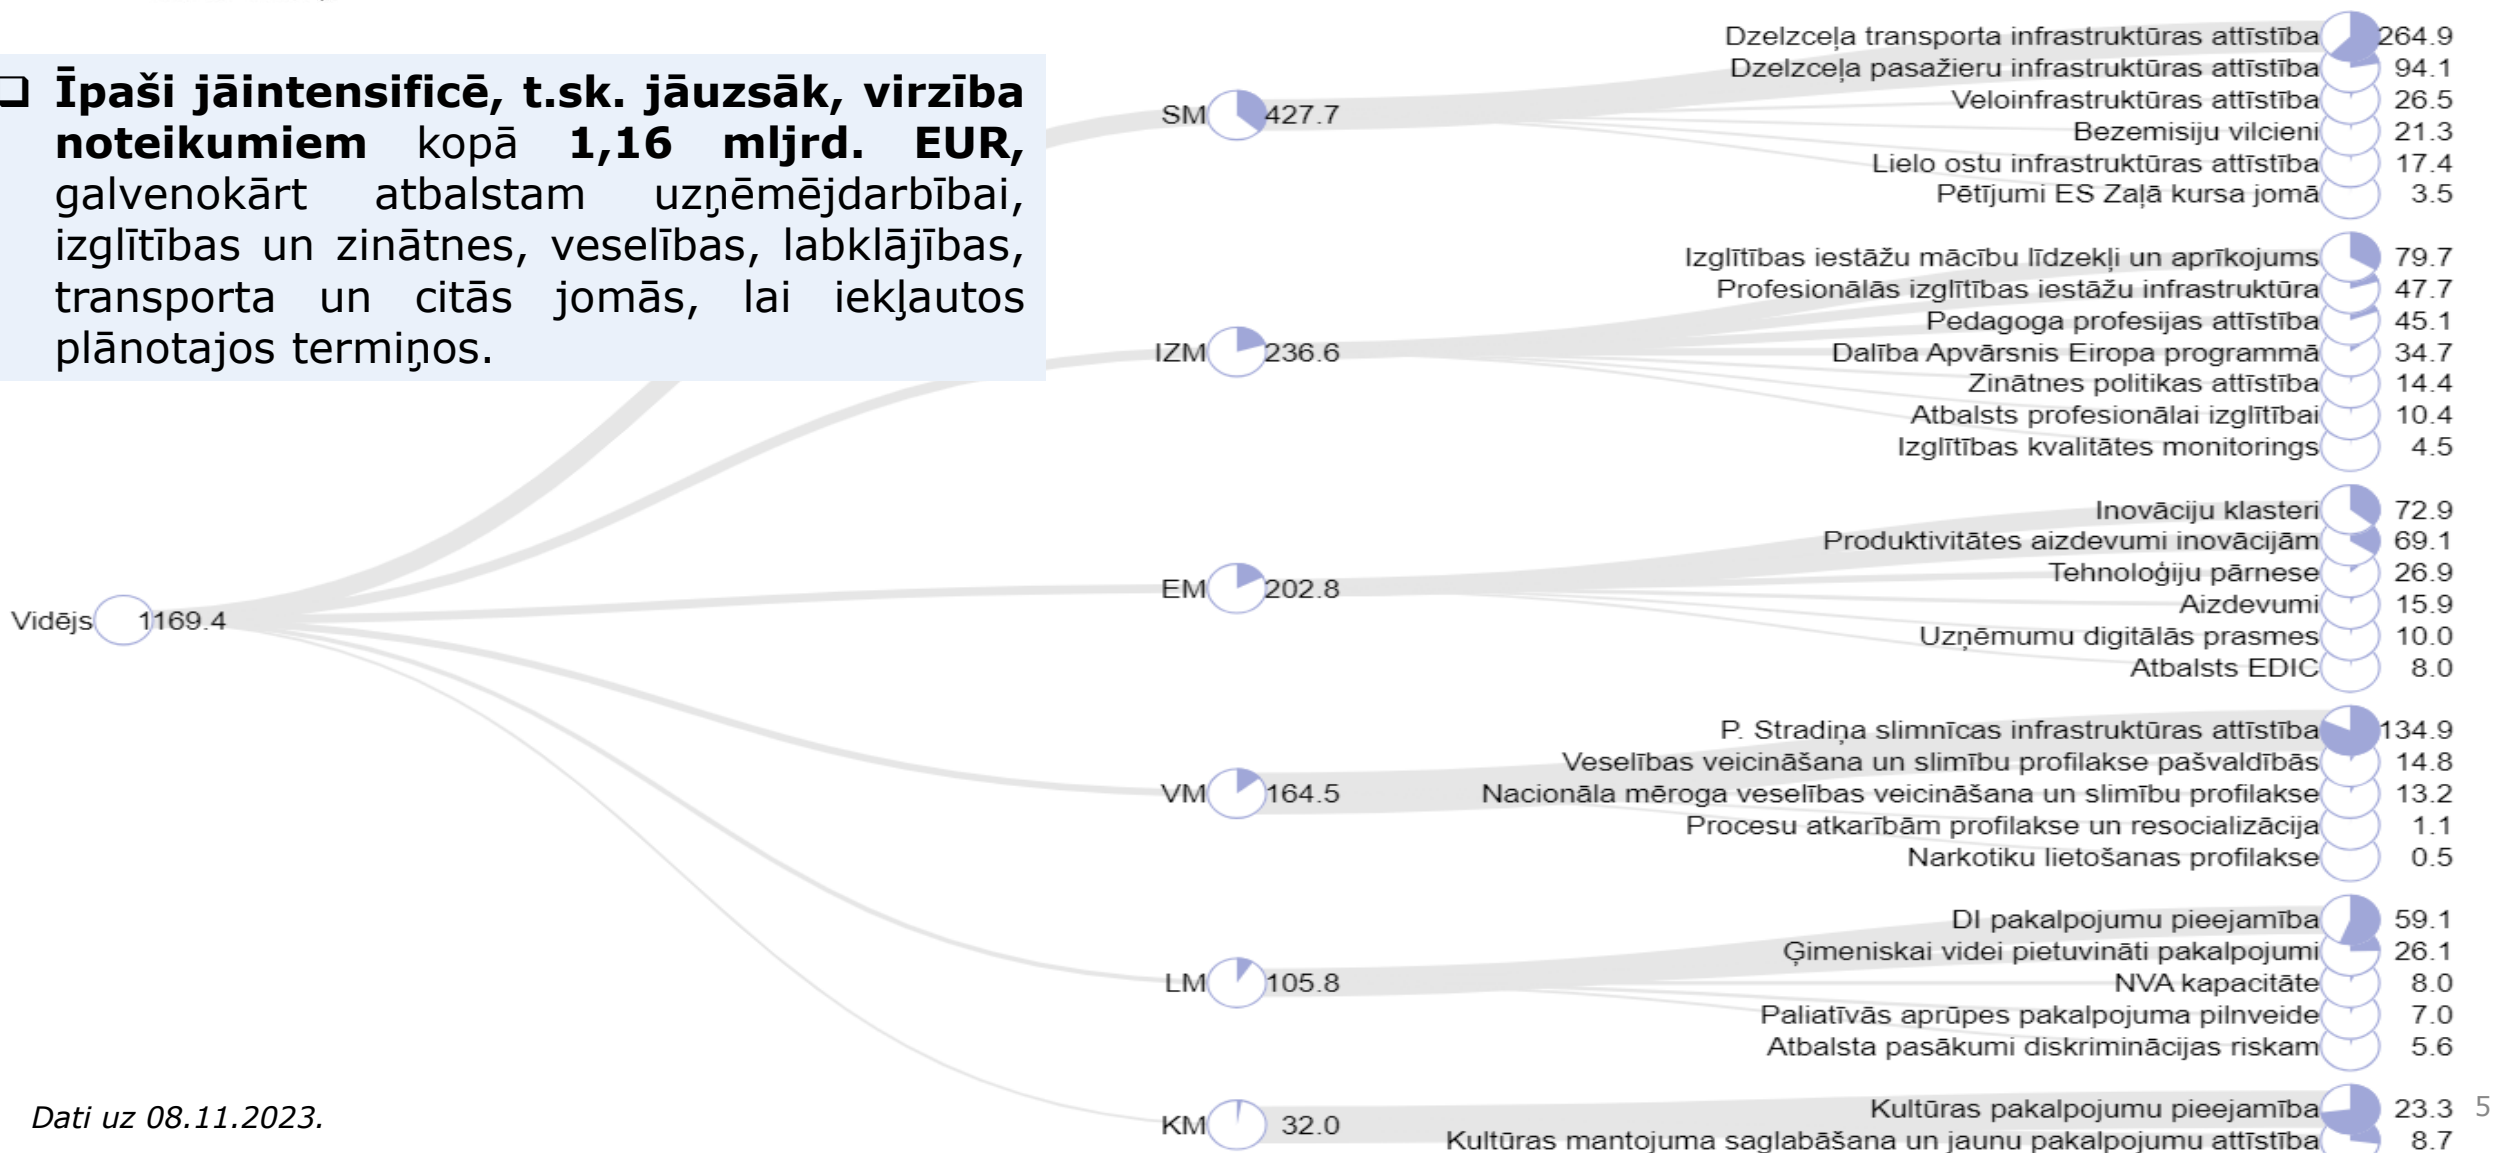 Īpaši jāintensificē, t.sk. jāuzsāk, virzība
noteikumiem kopā 1,16 mljrd. EUR,
galvenokārt atbalstam uzņēmējdarbībai,
izglītības un zinātnes, veselības, labklājības,
transporta un citās jomās, lai iekļautos
plānotajos termiņos.
Vidējs 1169.4
SM 427.7
Dzelzceļa transporta infrastruktūras attīstība 264.9
Dzelzceļa pasažieru infrastruktūras attīstība 94.1
Veloinfrastruktūras attīstība 26.5
Bezemisiju vilcieni 21.3
Lielo ostu infrastruktūras attīstība 17.4
Pētījumi ES Zaļā kursa jomā 3.5
IZM 236.6
Izglītības iestāžu mācību līdzekļi un aprīkojums 79.7
Profesionālās izglītības iestāžu infrastruktūra 47.7
Pedagoga profesijas attīstība 45.1
Dalība Apvārsnis Eiropa programmā 34.7
Zinātnes politikas attīstība 14.4
Atbalsts profesionālai izglītībai 10.4
Izglītības kvalitātes monitorings 4.5
EM 202.8
Inovāciju klasteri 72.9
Produktivitātes aizdevumi inovācijām 69.1
Tehnoloģiju pārnese 26.9
Aizdevumi 15.9
Uzņēmumu digitālās prasmes 10.0
Atbalsts EDIC 8.0
VM 164.5
P. Stradiņa slimnīcas infrastruktūras attīstība 134.9
Veselības veicināšana un slimību profilakse pašvaldībās 14.8
Nacionāla mēroga veselības veicināšana un slimību profilakse 13.2
Procesu atkarībām profilakse un resocializācija 1.1
Narkotiku lietošanas profilakse 0.5
LM 105.8
DI pakalpojumu pieejamība 59.1
Ģimeniskai videi pietuvināti pakalpojumi 26.1
NVA kapacitāte 8.0
Paliatīvās aprūpes pakalpojuma pilnveide 7.0
Atbalsta pasākumi diskriminācijas riskam 5.6
KM 32.0
Kultūras pakalpojumu pieejamība 23.3
Kultūras mantojuma saglabāšana un jaunu pakalpojumu attīstība 8.7
Dati uz 08.11.2023.
5